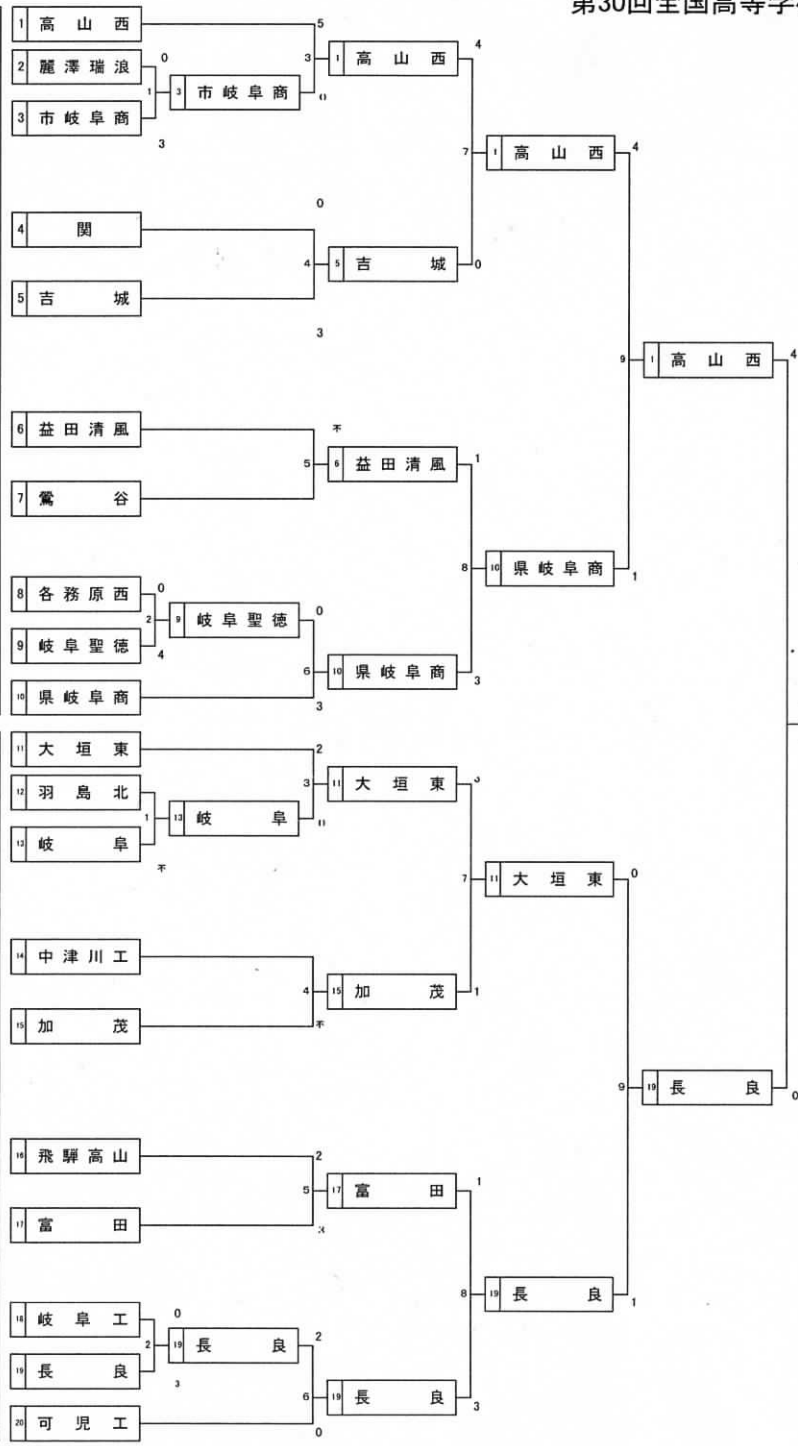 第30回全国高等学
1 高山西 5
3 1 高山西 4
2 麗澤瑞浪 0
1 3 市岐阜商 0
3 市岐阜商
3
7 1 高山西 4
0
4 関
4 5 吉城 0
5 吉城
3
9 1 高山西 4
6 益田清風 不
5 6 益田清風 1
7 鶯谷
8 10 県岐阜商 1
8 各務原西 0
2 9 岐阜聖徳 0
9 岐阜聖徳 4
6 10 県岐阜商 3
10 県岐阜商 3
11 大垣東 2
3 11 大垣東
12 羽島北
1 13 岐阜 0
13 岐阜
不
7 11 大垣東 0
14 中津川工
4 15 加茂 1
15 加茂 不
9 19 長良 0
16 飛騨高山 2
5 17 富田 1
17 富田 3
8 19 長良 1
18 岐阜工 0
2 19 長良 2
19 長良 3
6 19 長良 3
20 可児工 0